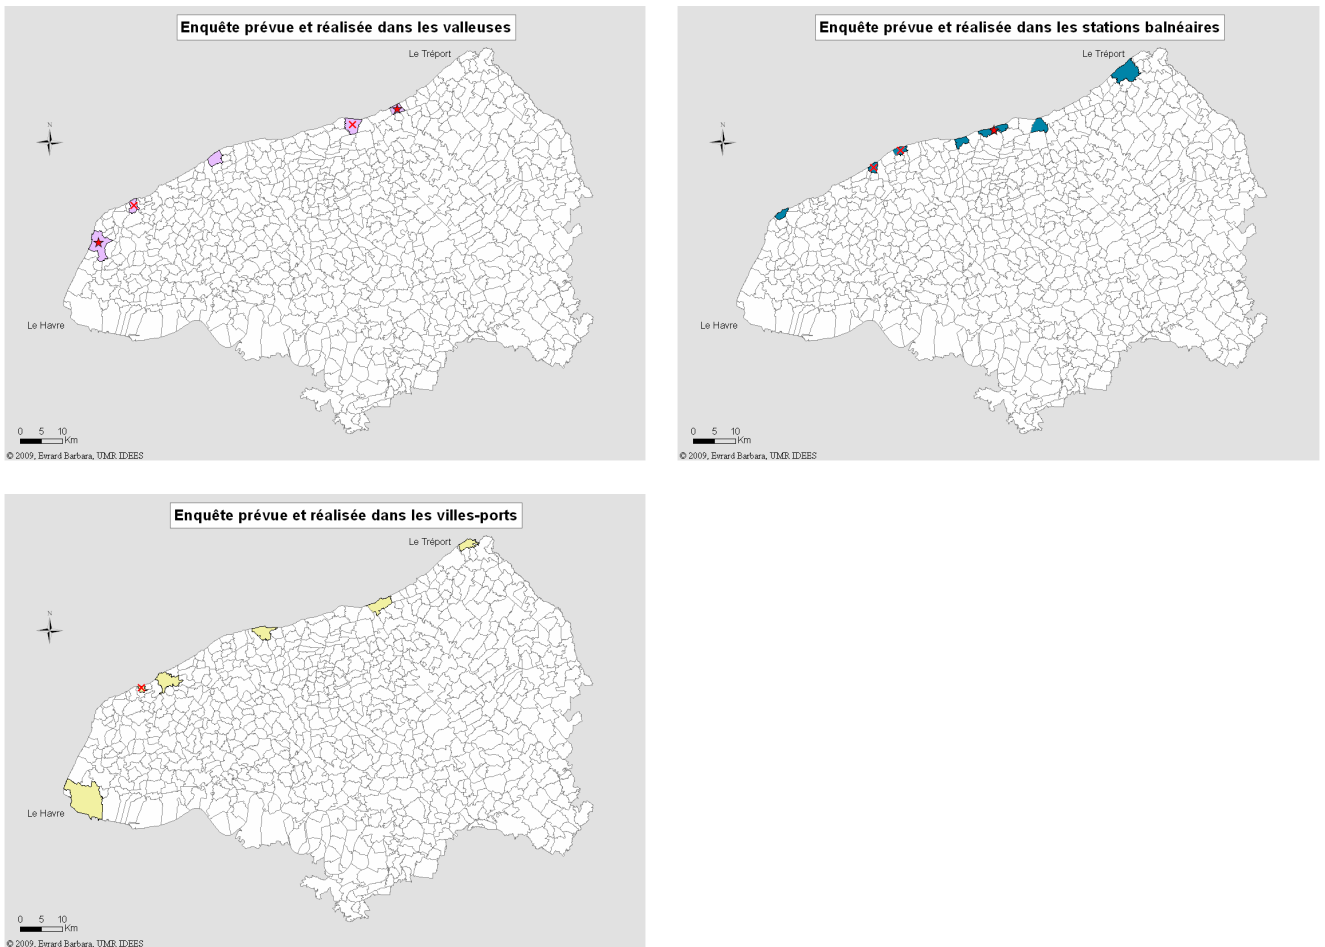 Enquête prévue et réalisée dans les valleuses
Le Tréport
N
Le Havre
0 5 10
Km
© 2009, Evrard Barbara, UMR IDEES
Enquête prévue et réalisée dans les stations balnéaires
Le Tréport
N
Le Havre
0 5 10
Km
© 2009, Evrard Barbara, UMR IDEES
Enquête prévue et réalisée dans les villes-ports
Le Tréport
N
Le Havre
0 5 10
Km
© 2009, Evrard Barbara, UMR IDEES